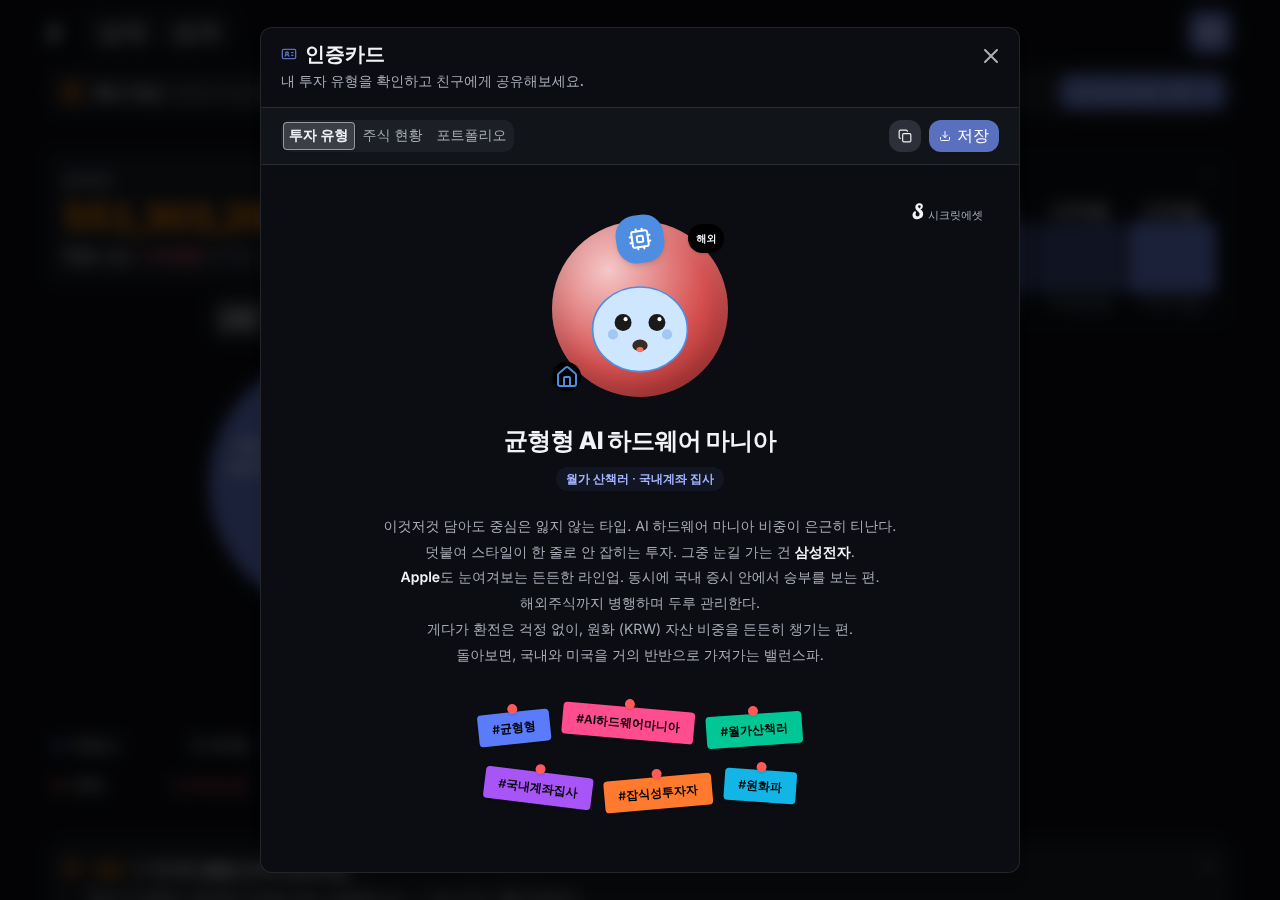 인증카드
내 투자 유형을 확인하고 친구에게 공유해보세요.
투자 유형 주식 현황 포트폴리오
저장
시크릿에셋
해외
균형형 AI 하드웨어 마니아
월가 산책러 · 국내계좌 집사
이것저것 담아도 중심은 잃지 않는 타입. AI 하드웨어 마니아 비중이 은근히 티난다.
덧붙여 스타일이 한 줄로 안 잡히는 투자. 그중 눈길 가는 건 삼성전자.
Apple도 눈여겨보는 든든한 라인업. 동시에 국내 증시 안에서 승부를 보는 편.
해외주식까지 병행하며 두루 관리한다.
게다가 환전은 걱정 없이, 원화 (KRW) 자산 비중을 든든히 챙기는 편.
돌아보면, 국내와 미국을 거의 반반으로 가져가는 밸런스파.
#균형형 #AI하드웨어마니아 #월가산책러
#국내계좌집사 #잡식성투자자 #원화파